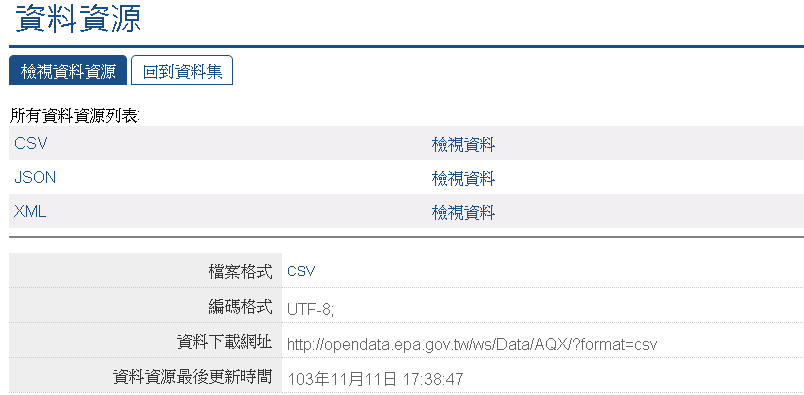 資料資源
檢視資料資源 回到資料集
所有資料資源列表:
CSV 檢視資料
JSON 檢視資料
XML 檢視資料
檔案格式 CSV
編碼格式 UTF-8;
資料下載網址 http://opendata.epa.gov.tw/ws/Data/AQX/?format=csv
資料資源最後更新時間 103年11月11日 17:38:47